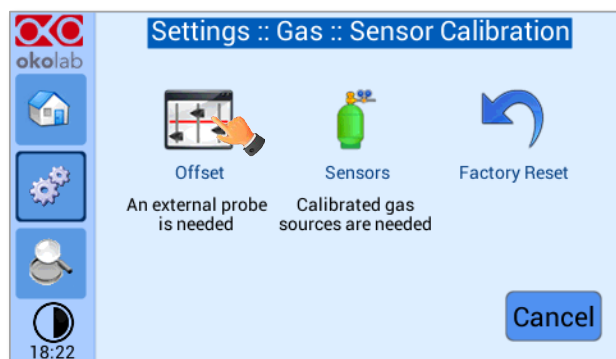 Settings :: Gas :: Sensor Calibration
okolab
Offset
An external probe
is needed
Sensors
Calibrated gas
sources are needed
Factory Reset
Cancel
18:22